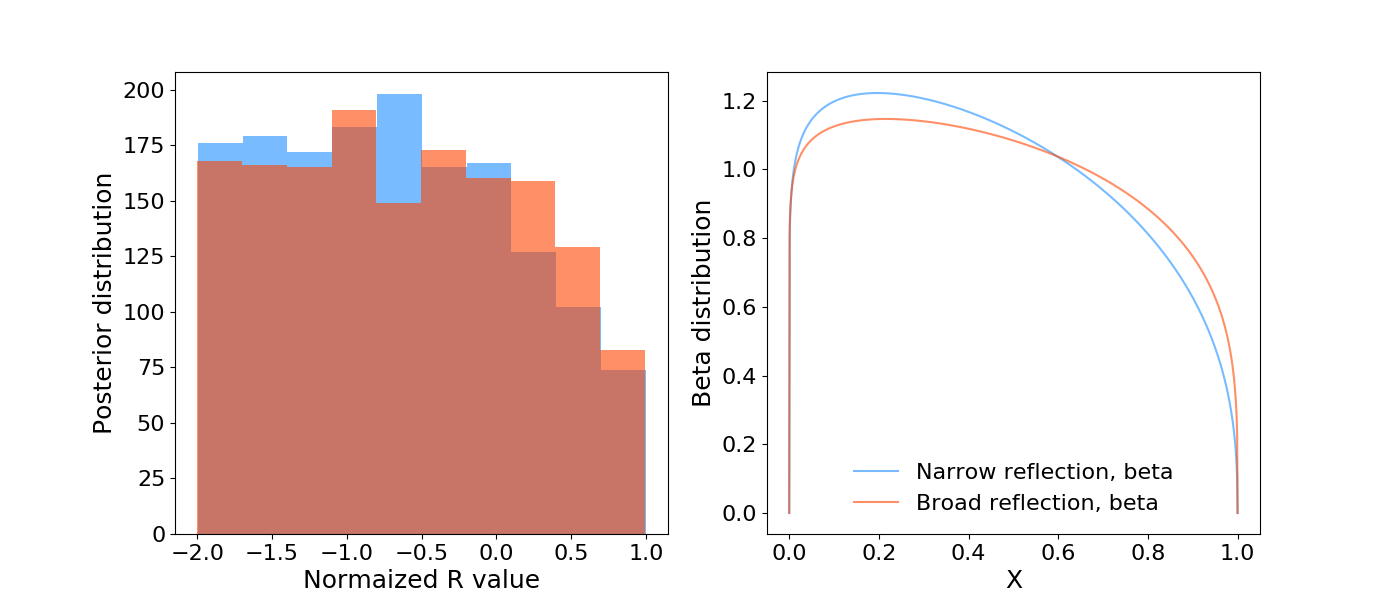 Posterior distribution
200
175
150
125
100
75
50
25
0
−2.0 −1.5 −1.0 −0.5 0.0 0.5 1.0
Normaized R value
Beta distribution
1.2
1.0
0.8
0.6
0.4
0.2
0.0
Narrow reflection, beta
Broad reflection, beta
0.0 0.2 0.4 0.6 0.8 1.0
X